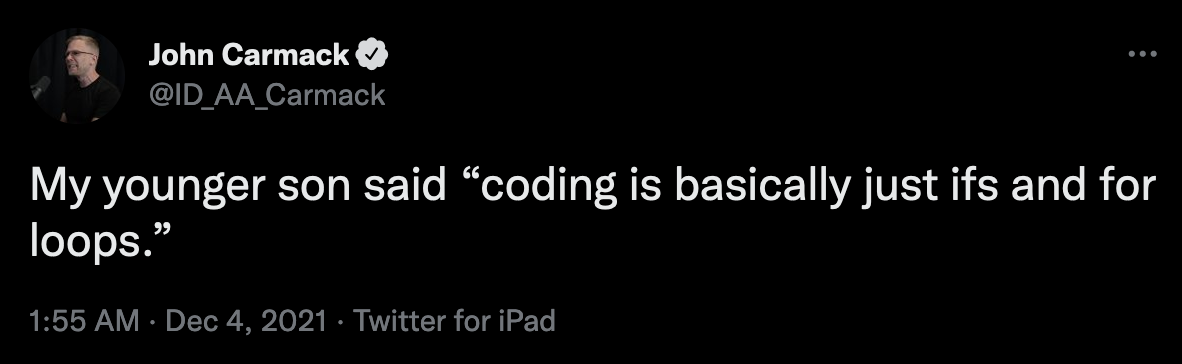 John Carmack
@ID_AA_Carmack
My younger son said “coding is basically just ifs and for
loops.”
1:55 AM · Dec 4, 2021 · Twitter for iPad